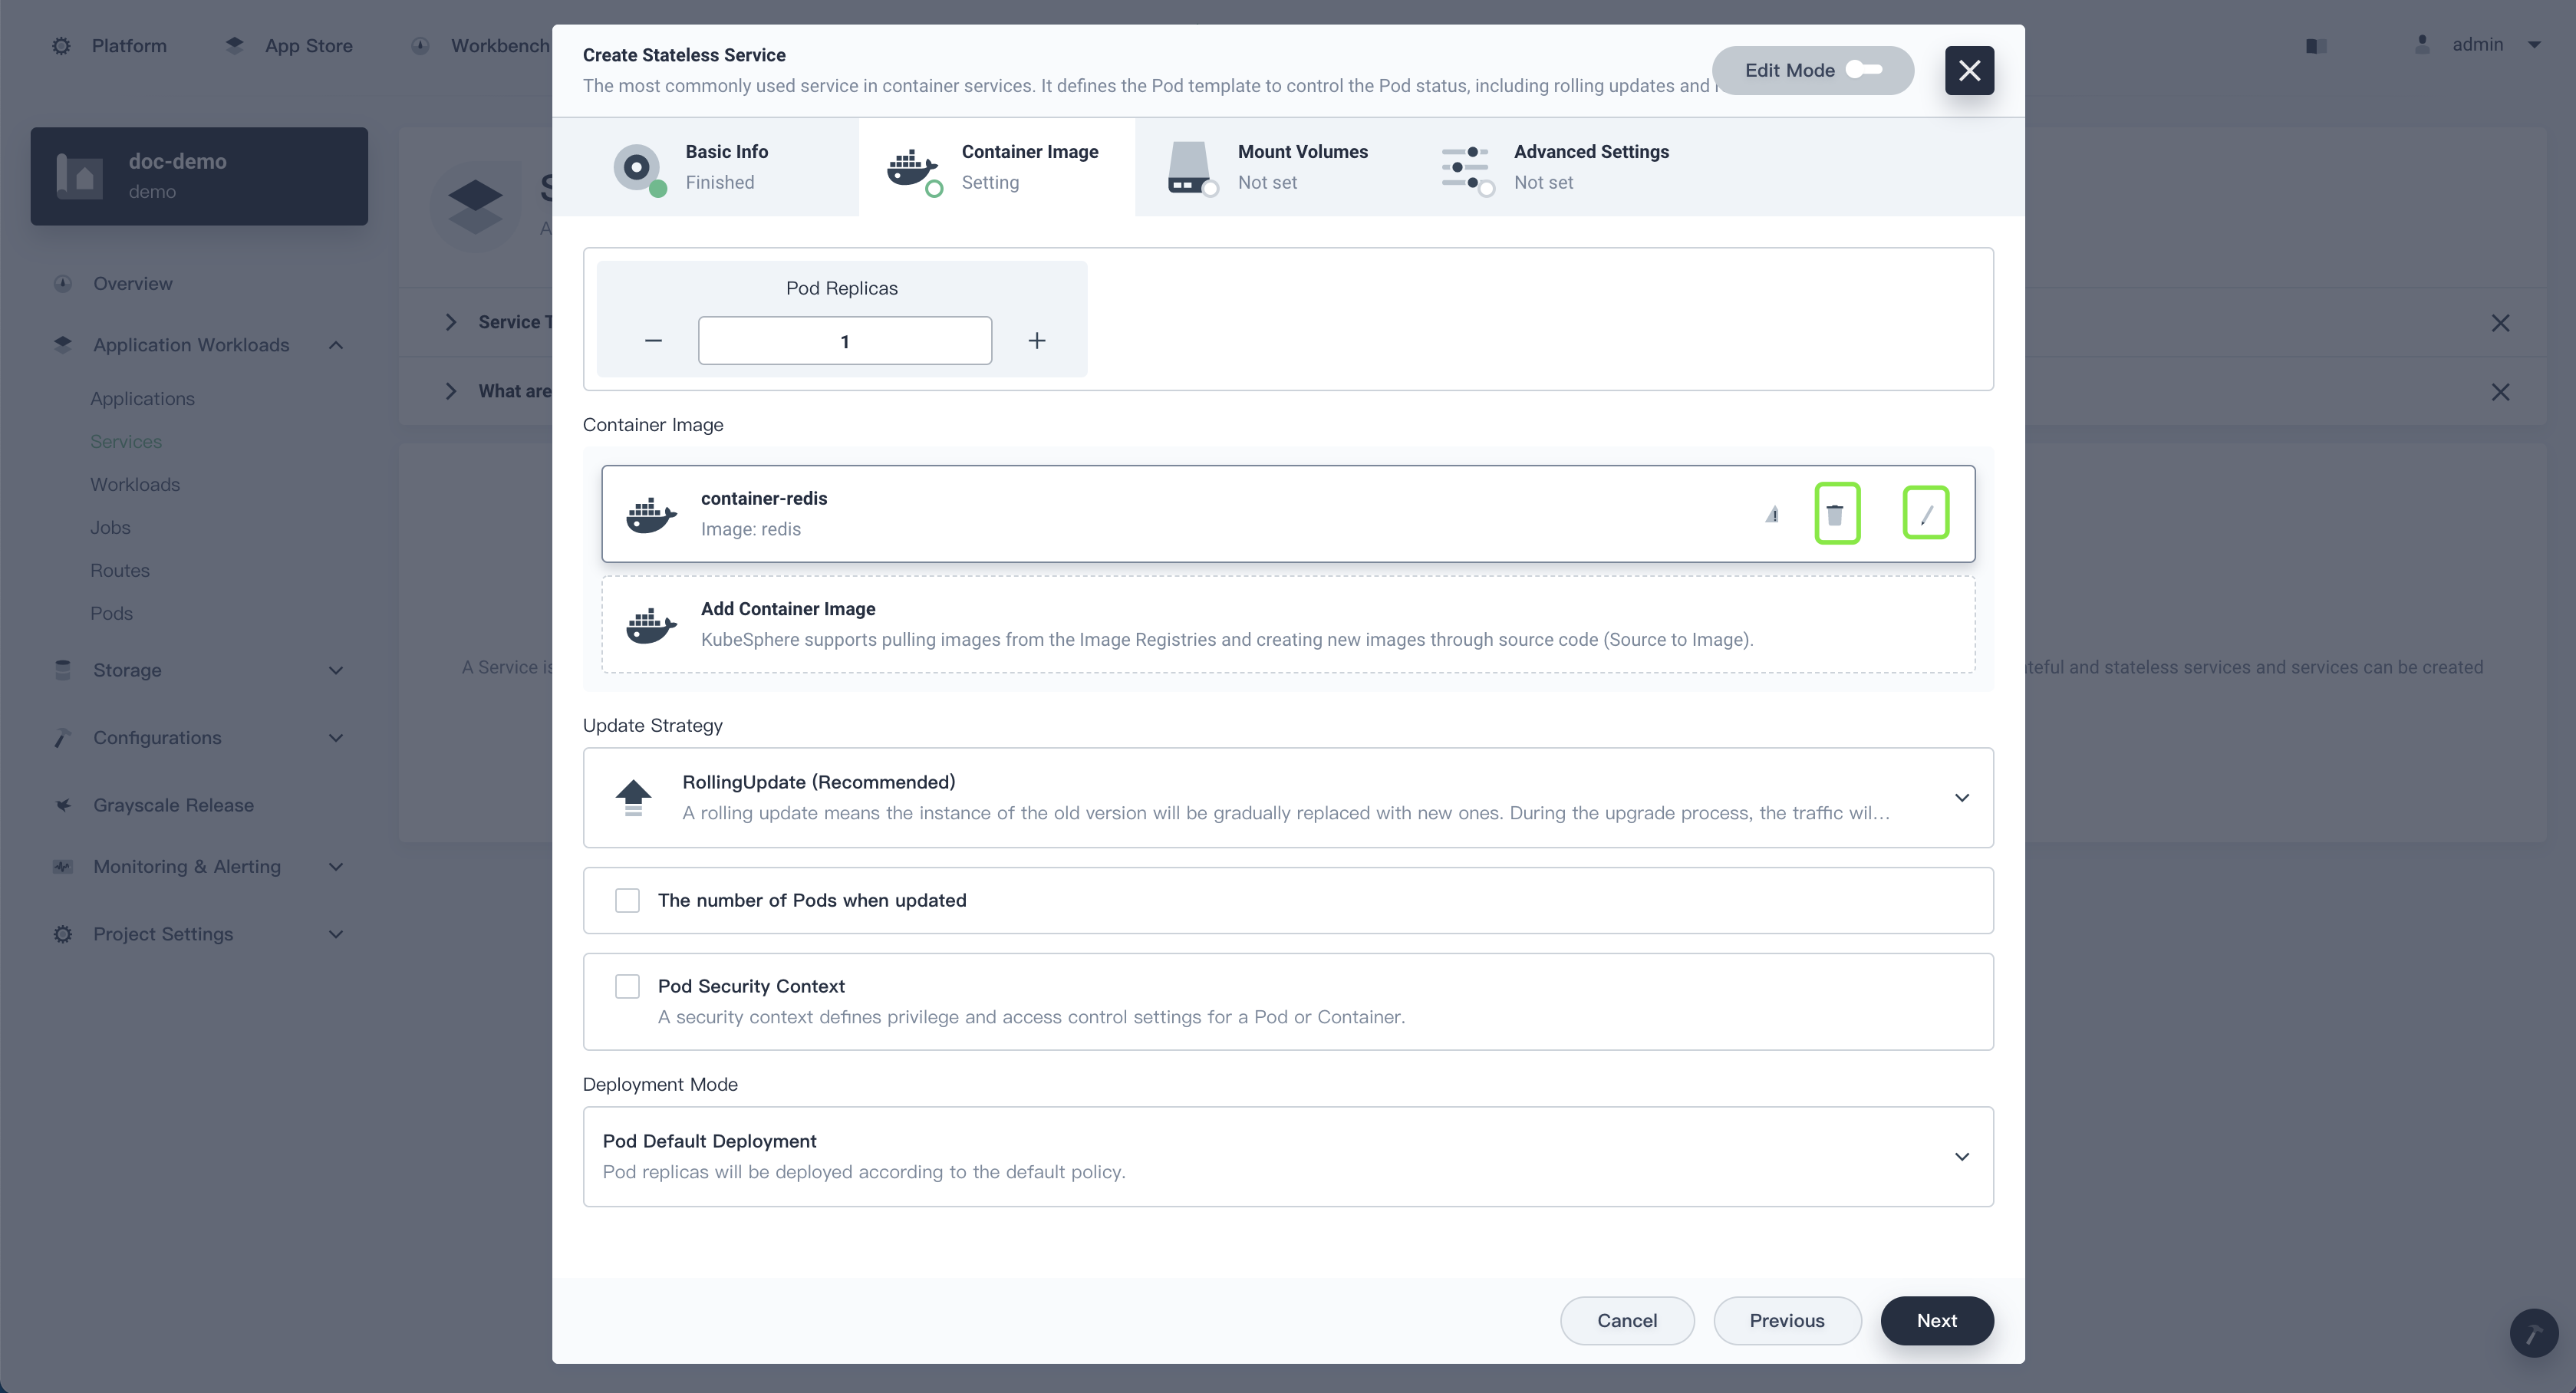 Platform
App Store
Workbench
admin
Create Stateless Service
The most commonly used service in container services. It defines the Pod template to control the Pod status, including rolling updates and
Edit Mode
doc-demo
demo
Basic Info
Finished
Container Image
Setting
Mount Volumes
Not set
Advanced Settings
Not set
Overview
Application Workloads
Applications
Services
Workloads
Jobs
Routes
Pods
Storage
Configurations
Grayscale Release
Monitoring & Alerting
Project Settings
Service T
What are
A Service is
teful and stateless services and services can be created
Pod Replicas
1
Container Image
container-redis
Image: redis
Add Container Image
KubeSphere supports pulling images from the Image Registries and creating new images through source code (Source to Image).
Update Strategy
RollingUpdate (Recommended)
A rolling update means the instance of the old version will be gradually replaced with new ones. During the upgrade process, the traffic wil...
The number of Pods when updated
Pod Security Context
A security context defines privilege and access control settings for a Pod or Container.
Deployment Mode
Pod Default Deployment
Pod replicas will be deployed according to the default policy.
Cancel
Previous
Next